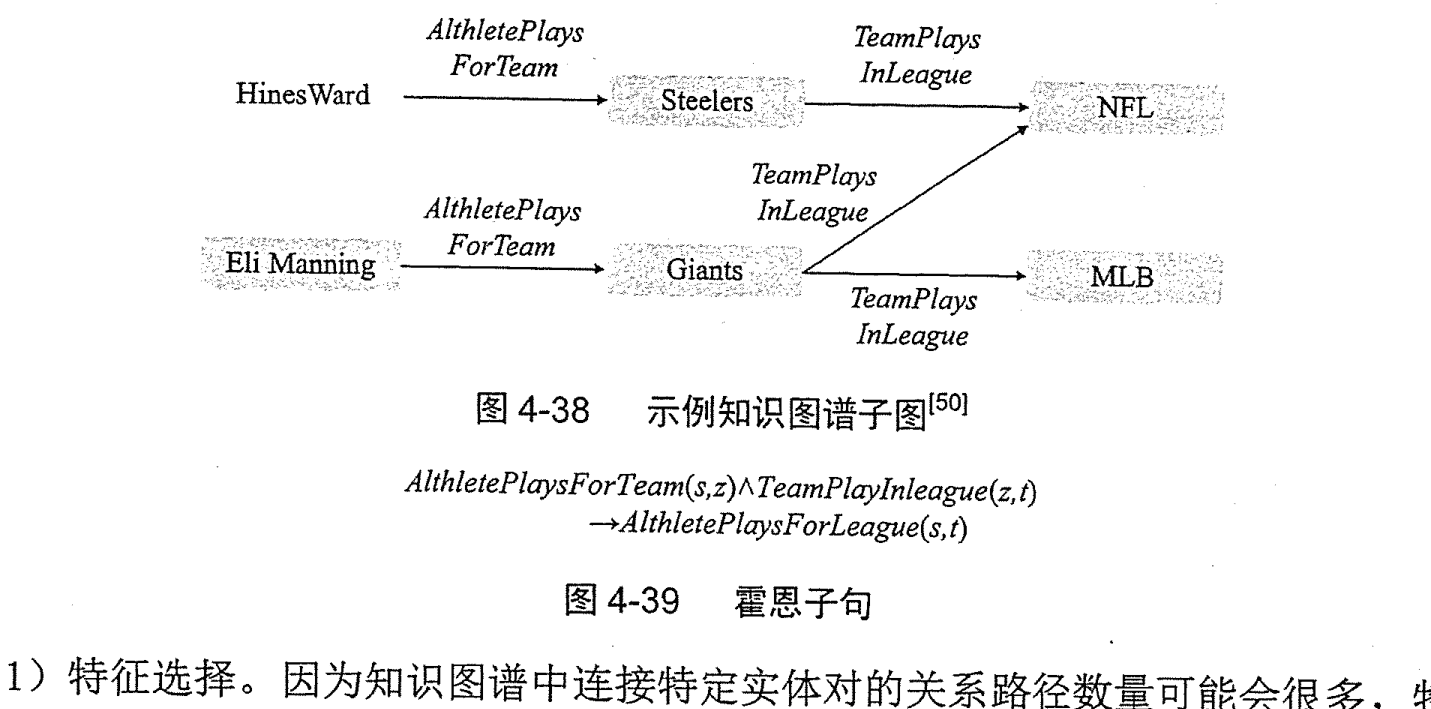 AlthletePlays
ForTeam
TeamPlays
InLeague
HinesWard
Steelers
NFL
TeamPlays
InLeague
AlthletePlays
ForTeam
Eli Manning
Giants
MLB
TeamPlays
InLeague
图 4-38 示例知识图谱子图[50]
AlthletePlaysForTeam(s,z)∧TeamPlayInleague(z,t)
→AlthletePlaysForLeague(s,t)
图 4-39 霍恩子句
1）特征选择。因为知识图谱中连接特定实体对的关系路径数量可能会很多，